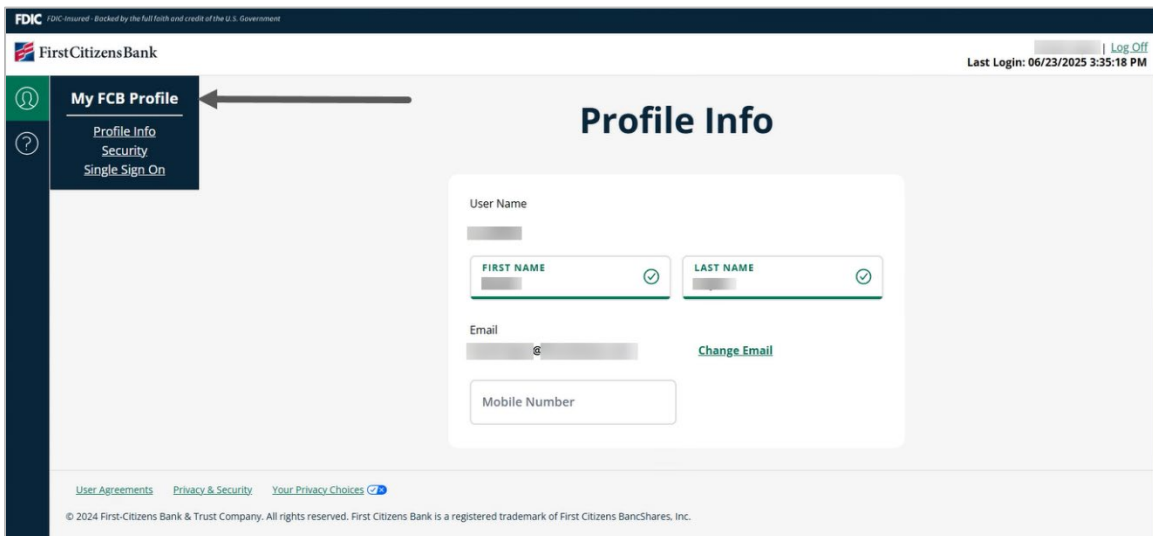 FDIC FDIC-Insured - Backed by the full faith and credit of the U.S. Government
First Citizens Bank
| Log Off
Last Login: 06/23/2025 3:35:18 PM
My FCB Profile
Profile Info
Security
Single Sign On
Profile Info
User Name
FIRST NAME
LAST NAME
Email
@
Change Email
Mobile Number
User Agreements Privacy & Security Your Privacy Choices
© 2024 First-Citizens Bank & Trust Company. All rights reserved. First Citizens Bank is a registered trademark of First Citizens BancShares, Inc.